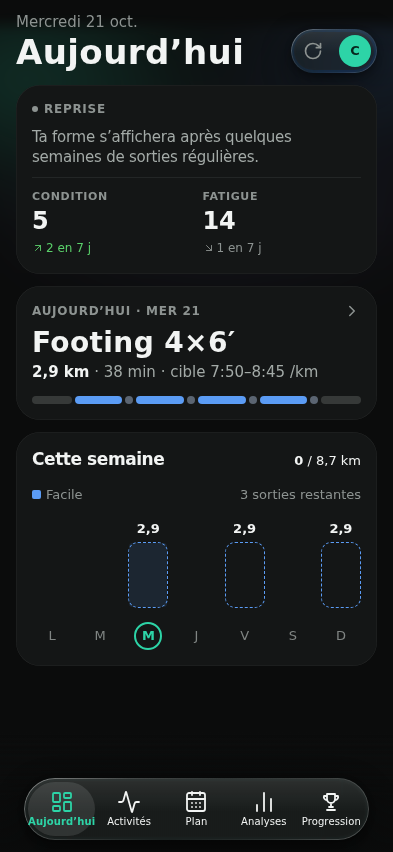 Mercredi 21 oct.
Aujourd’hui
C
REPRISE
Ta forme s’affichera après quelques
semaines de sorties régulières.
CONDITION
FATIGUE
5
14
2 en 7 j
1 en 7 j
AUJOURD’HUI · MER 21
Footing 4×6′
2,9 km · 38 min · cible 7:50–8:45 /km
Cette semaine
0 / 8,7 km
Facile
3 sorties restantes
2,9
2,9
2,9
L M M J V S D
Aujourd’hui Activités Plan Analyses Progression